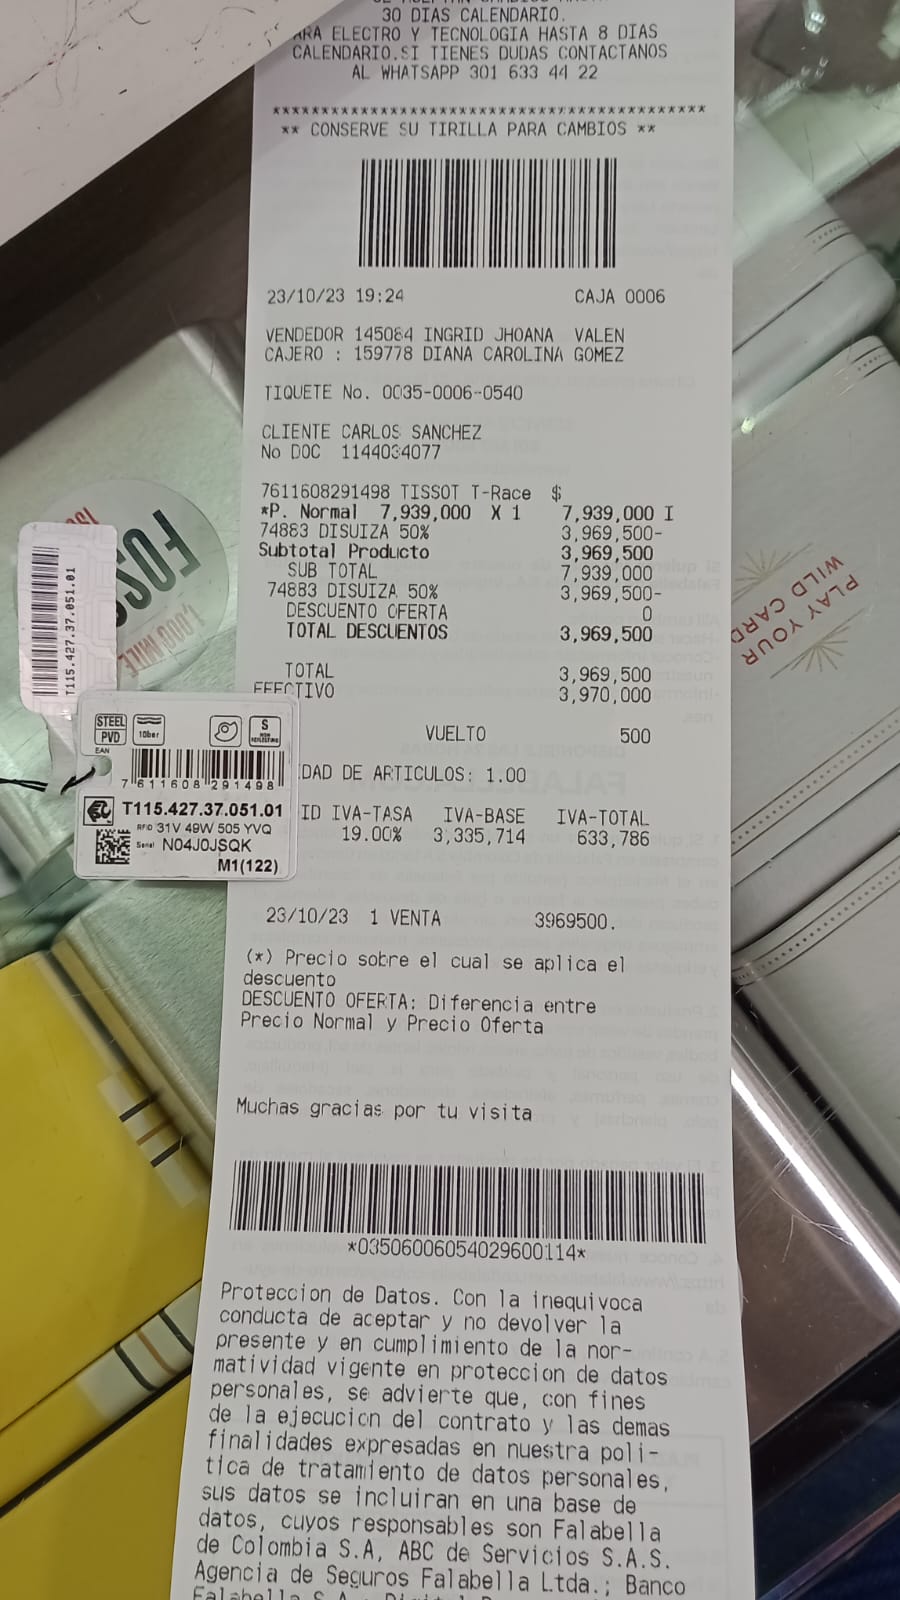 30 DIAS CALENDARIO.
ARA ELECTRO Y TECNOLOGIA HASTA 8 DIAS
CALENDARIO.SI TIENES DUDAS CONTACTANOS
AL WHATSAPP 301 633 44 22
*********************************************
** CONSERVE SU TIRILLA PARA CAMBIOS **
23/10/23 19:24 CAJA 0006
VENDEDOR 145084 INGRID JHOANA VALEN
CAJERO : 159778 DIANA CAROLINA GOMEZ
TIQUETE No. 0035-0006-0540
CLIENTE CARLOS SANCHEZ
No DOC 1144034077
7611608291498 TISSOT T-Race $
*P. Normal 7,939,000 X 1 7,939,000 I
74883 DISUIZA 50% 3,969,500-
Subtotal Producto 3,969,500
SUB TOTAL 7,939,000
74883 DISUIZA 50% 3,969,500-
DESCUENTO OFERTA 0
TOTAL DESCUENTOS 3,969,500
TOTAL 3,969,500
EFECTIVO 3,970,000
VUELTO 500
DAD DE ARTICULOS: 1.00
ID IVA-TASA IVA-BASE IVA-TOTAL
19.00% 3,335,714 633,786
23/10/23 1 VENTA 3969500.
(*) Precio sobre el cual se aplica el
descuento
DESCUENTO OFERTA: Diferencia entre
Precio Normal y Precio Oferta
Muchas gracias por tu visita
*03506006054029600114*
Proteccion de Datos. Con la inequivoca
conducta de aceptar y no devolver la
presente y en cumplimiento de la nor-
matividad vigente en proteccion de datos
personales, se advierte que, con fines
de la ejecucion del contrato y las demas
finalidades expresadas en nuestra poli-
tica de tratamiento de datos personales,
sus datos se incluiran en una base de
datos, cuyos responsables son Falabella
de Colombia S.A, ABC de Servicios S.A.S.
Agencia de Seguros Falabella Ltda.; Banco
T115.427.37.051.01
STEEL
PVD
10bar
S
EAN
7 611608 291498
T115.427.37.051.01
RFID 31V 49W 505 YVQ
Serial N04J0JSQK
M1(122)
FOSS
1000 MILE
PLAY YOUR
WILD CARD